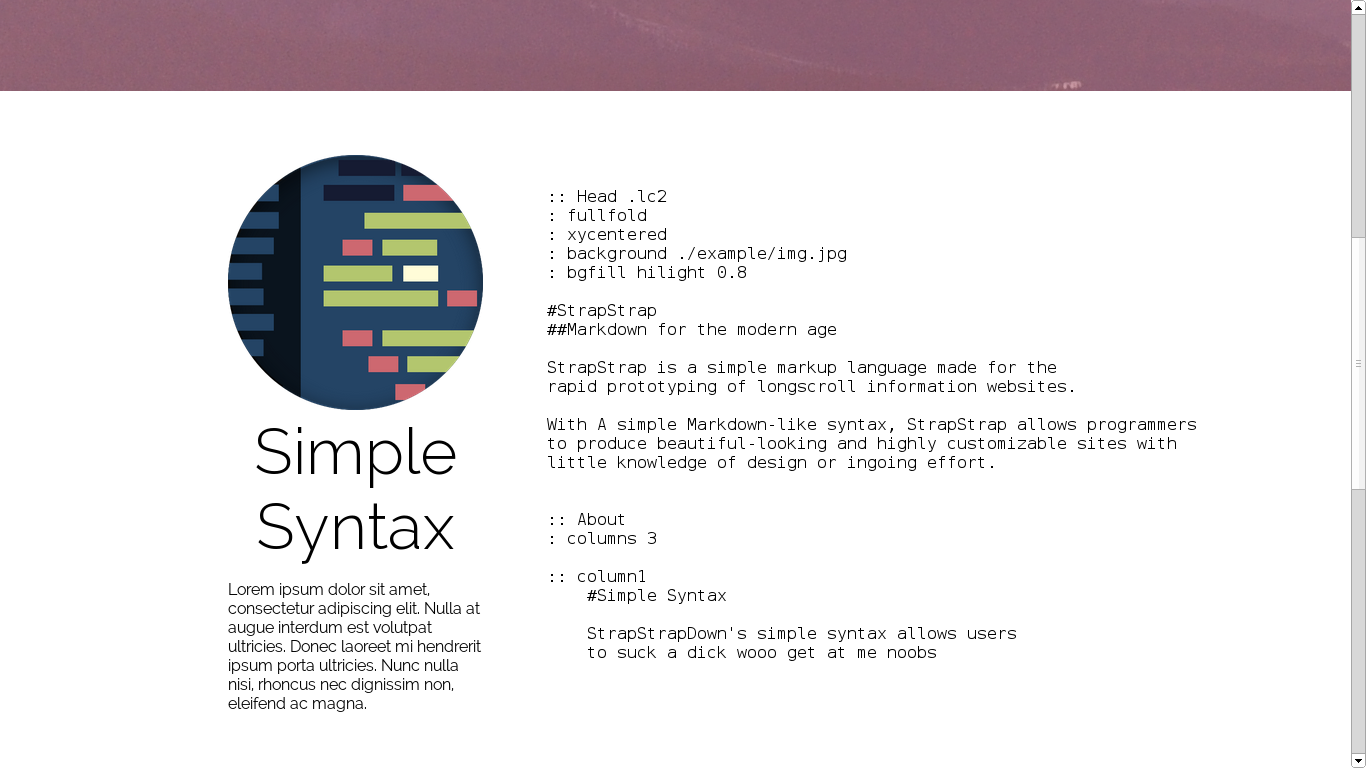 Simple
Syntax
Lorem ipsum dolor sit amet,
consectetur adipiscing elit. Nulla at
augue interdum est volutpat
ultricies. Donec laoreet mi hendrerit
ipsum porta ultricies. Nunc nulla
nisi, rhoncus nec dignissim non,
eleifend ac magna.
:: Head .lc2
: fullfold
: xycentered
: background ./example/img.jpg
: bgfill hilight 0.8
#StrapStrap
##Markdown for the modern age
StrapStrap is a simple markup language made for the
rapid prototyping of longscroll information websites.
With A simple Markdown-like syntax, StrapStrap allows programmers
to produce beautiful-looking and highly customizable sites with
little knowledge of design or ingoing effort.
:: About
: columns 3
:: column1
#Simple Syntax
StrapStrapDown's simple syntax allows users
to suck a dick wooo get at me noobs